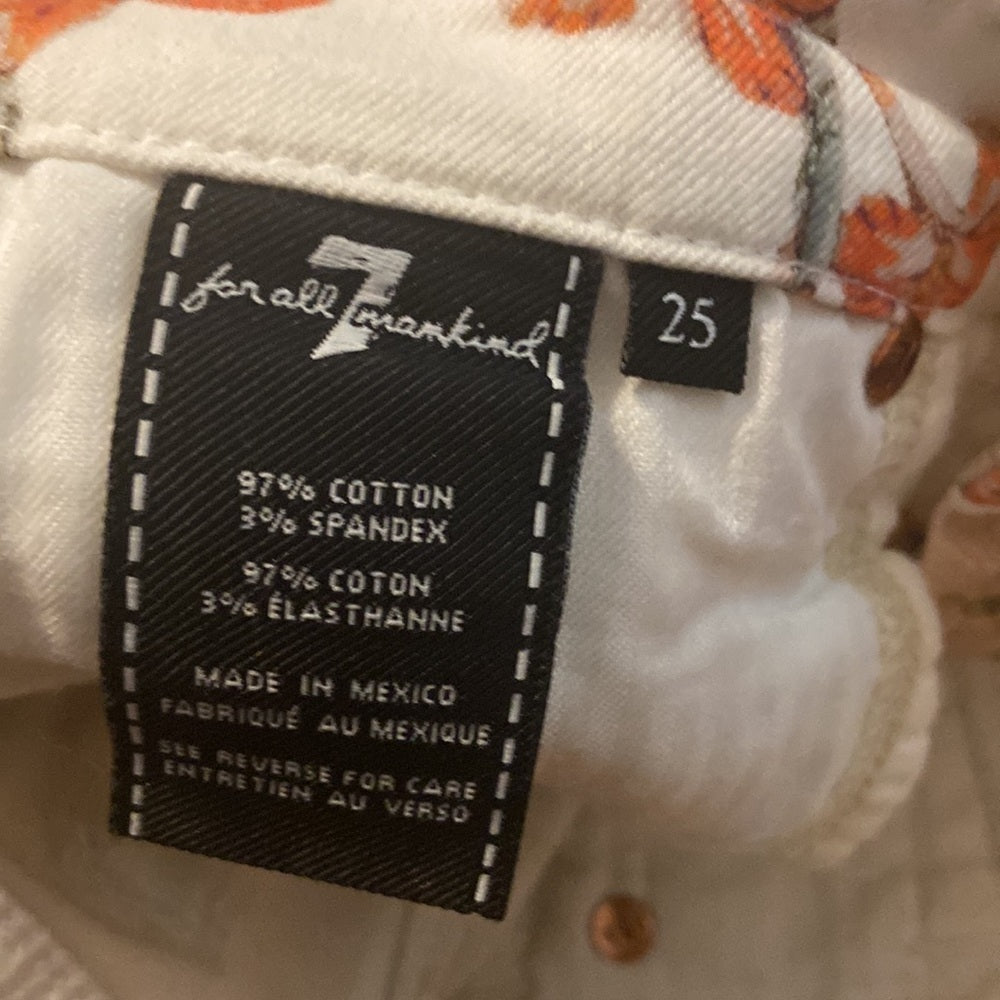 for all 7 mankind
25
97% COTTON
3% SPANDEX
97% COTON
3% ÉLASTHANNE
MADE IN MEXICO
FABRIQUÉ AU MEXIQUE
SEE REVERSE FOR CARE
ENTRETIEN AU VERSO